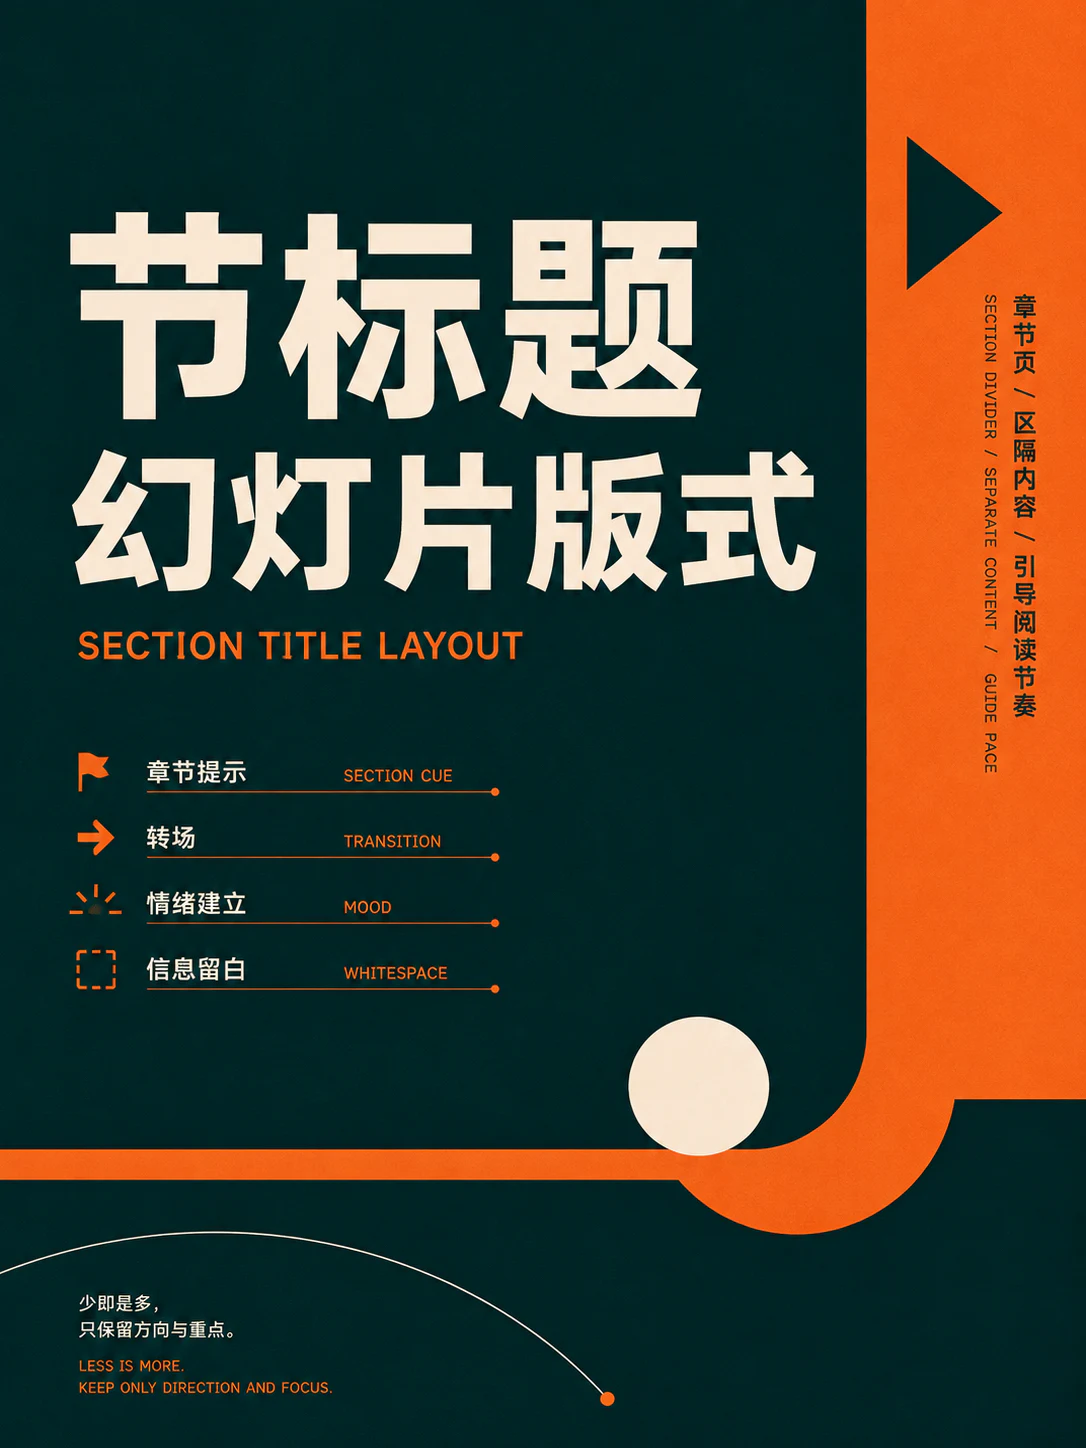 节标题
幻灯片版式
SECTION TITLE LAYOUT
章节提示 SECTION CUE
转场 TRANSITION
情绪建立 MOOD
信息留白 WHITESPACE
章节页 / 区隔内容 / 引导阅读节奏
SECTION DIVIDER / SEPARATE CONTENT / GUIDE PACE
少即是多，
只保留方向与重点。
LESS IS MORE.
KEEP ONLY DIRECTION AND FOCUS.